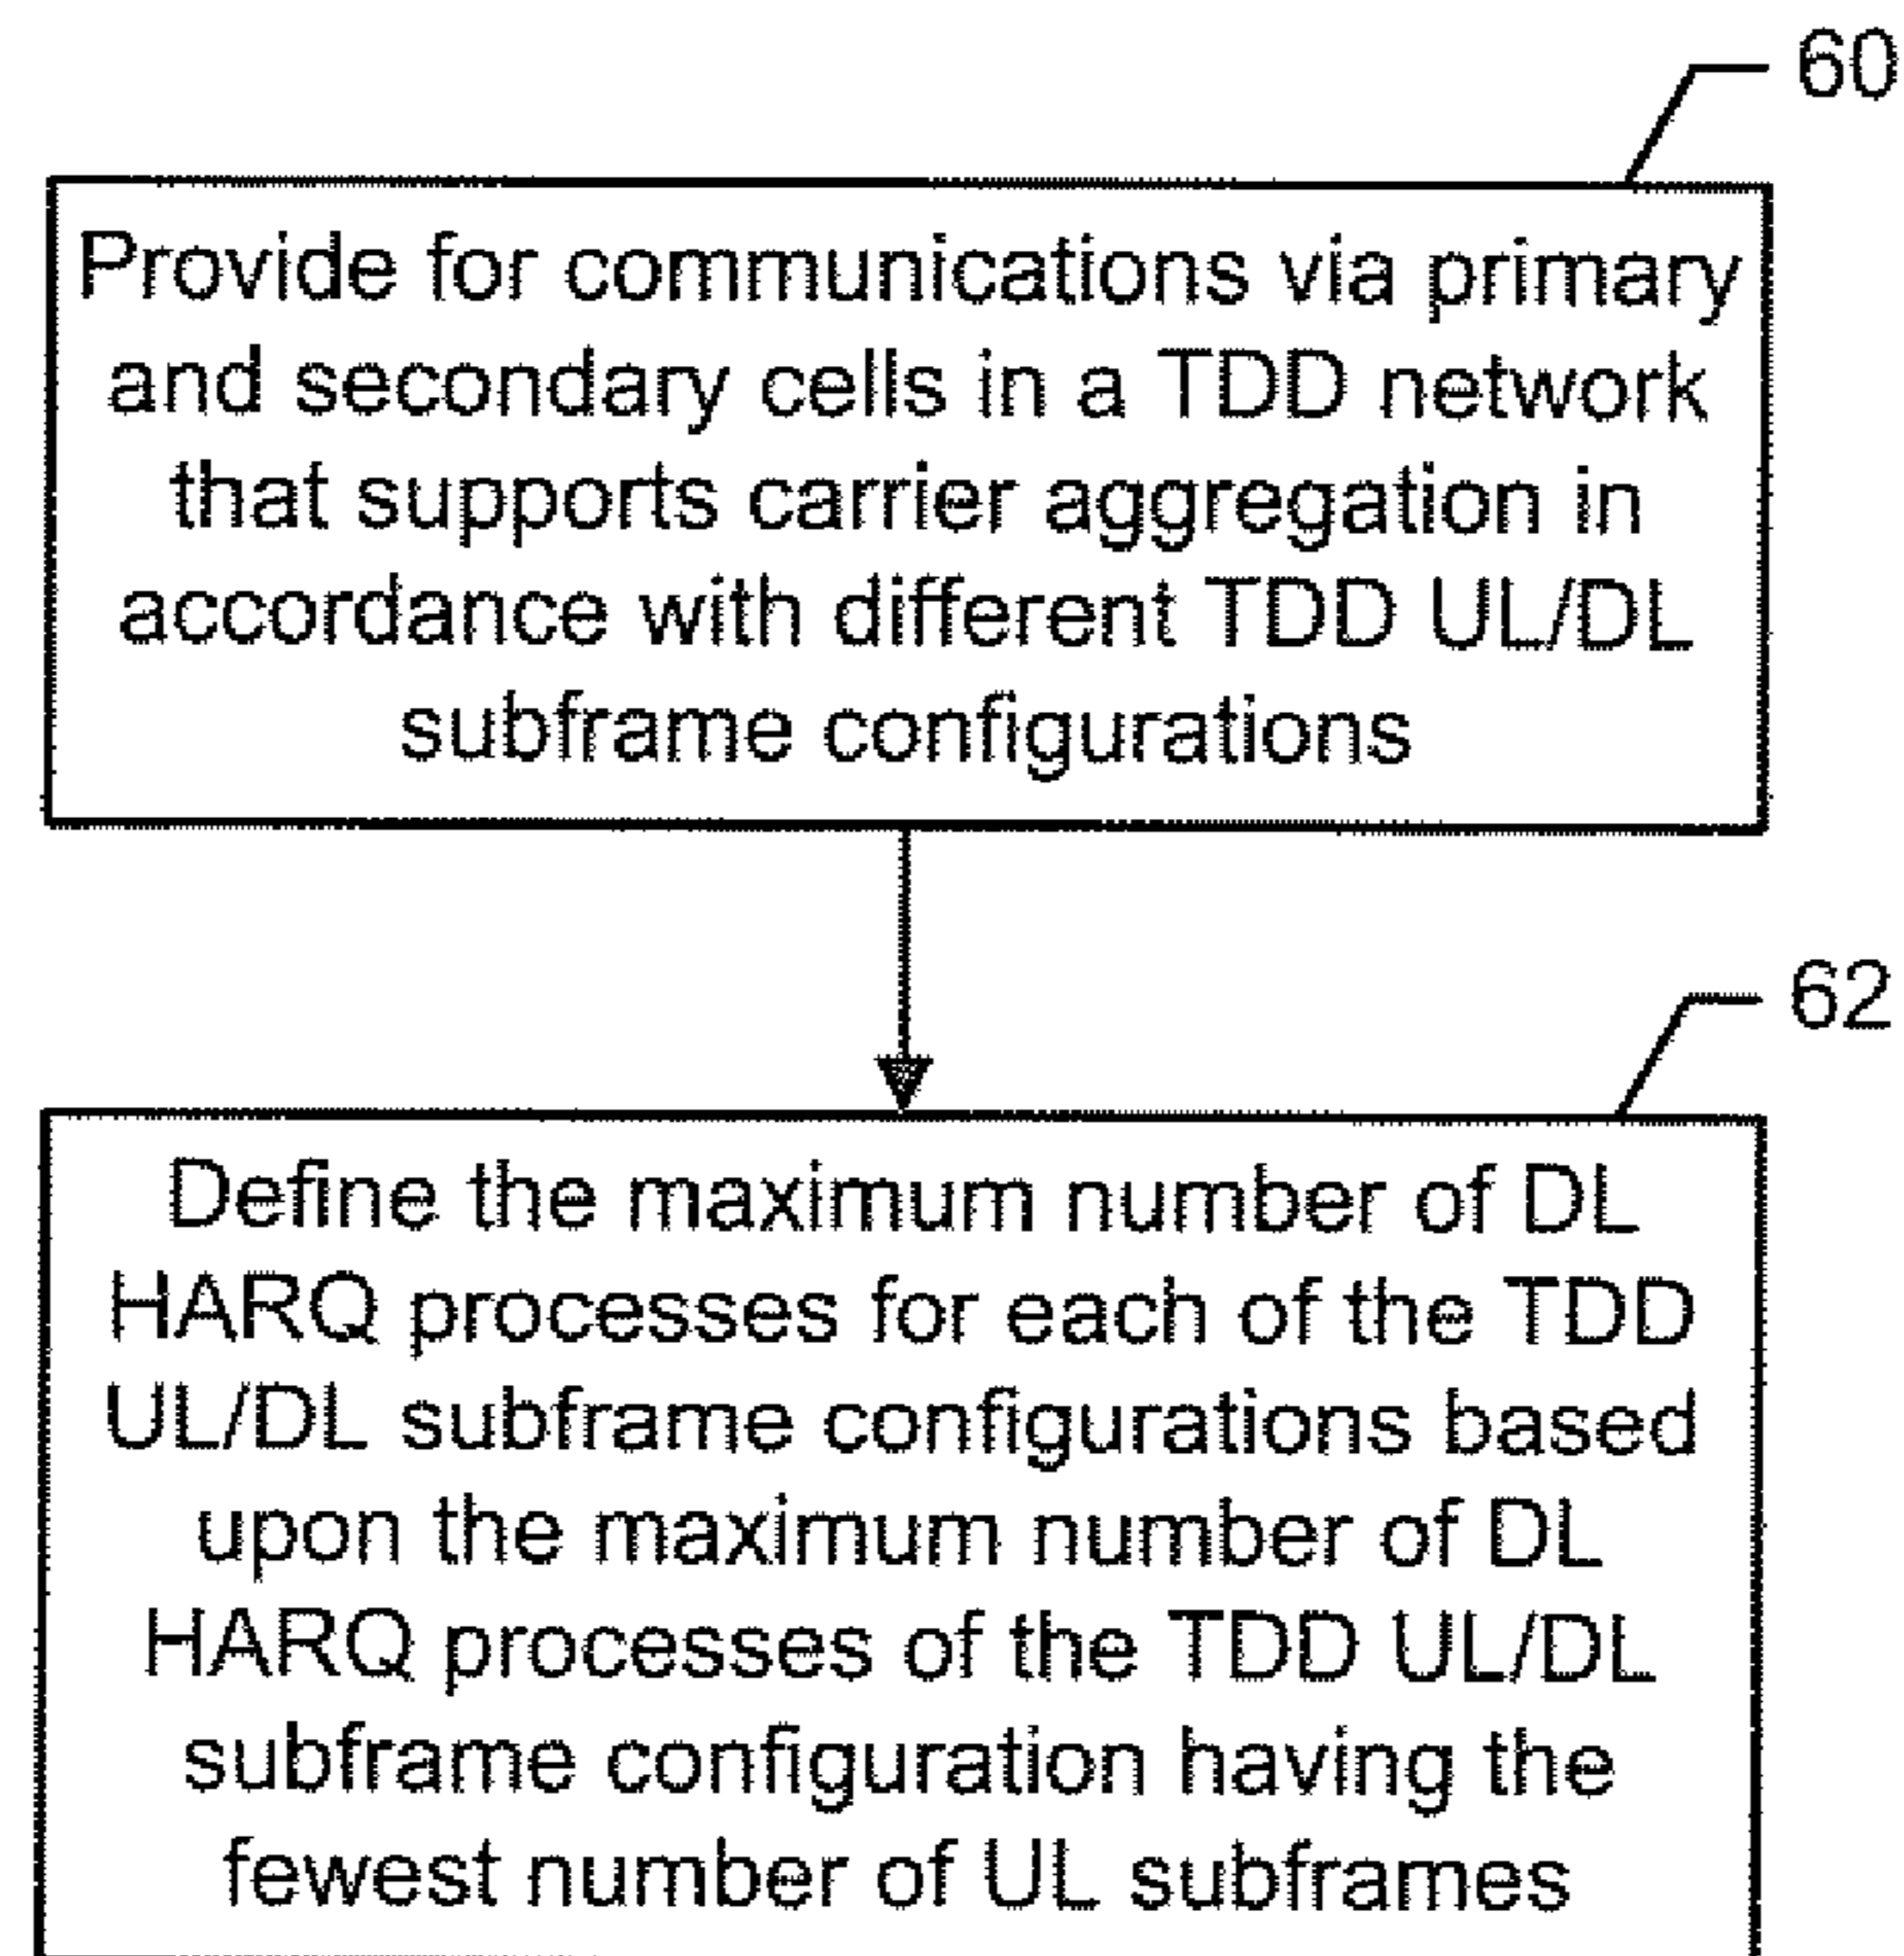 60
Provide for communications via primary
and secondary cells in a TDD network
that supports carrier aggregation in
accordance with different TDD UL/DL
subframe configurations
62
Define the maximum number of DL
HARQ processes for each of the TDD
UL/DL subframe configurations based
upon the maximum number of DL
HARQ processes of the TDD UL/DL
subframe configuration having the
fewest number of UL subframes